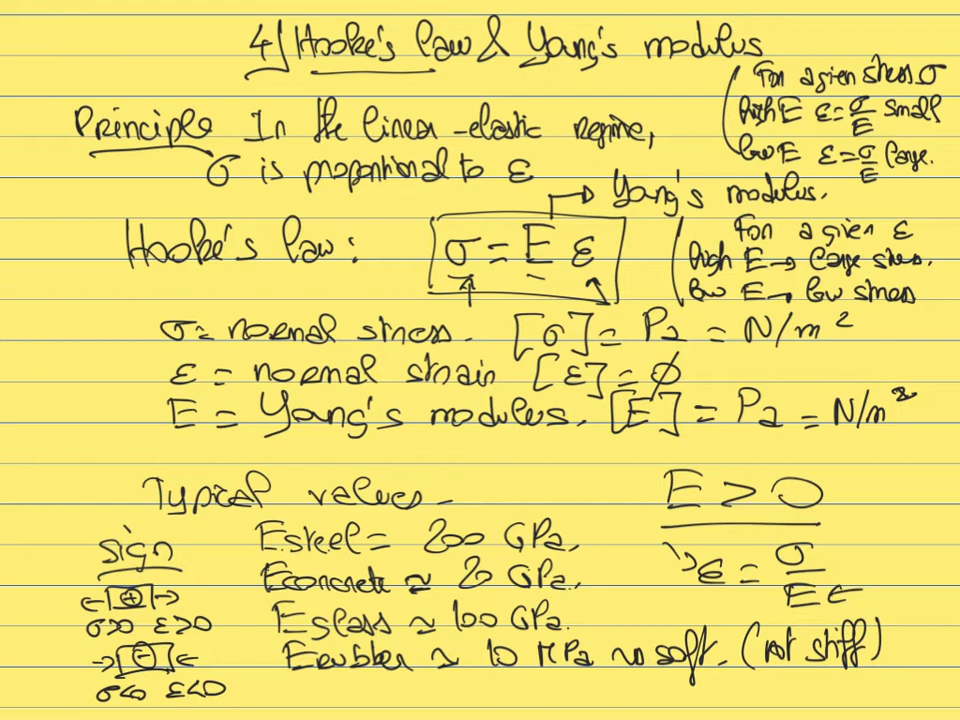 4) Hooke's law & Young's modulus
(For a given stress σ
high E ε=σ/E small
low E ε=σ/E large.
Principle In the linear-elastic regime,
σ is proportional to ε
→ Young's modulus.
Hooke's law: σ = E ε
(For a given ε
high E → large stress.
low E → low stress
σ = normal stress. [σ] = Pa = N/m²
ε = normal strain [ε] = ∅
E = Young's modulus. [E] = Pa = N/m²
Typical values - E > 0
sign Esteel = 200 GPa.
←[+]→ Econcrete ≈ 20 GPa. ε = σ/E ←
σ>0 ε>0 Eglass ≈ 100 GPa.
→[-]← Erubber ≈ 10 MPa ~ soft. (not stiff)
σ<0 ε<0